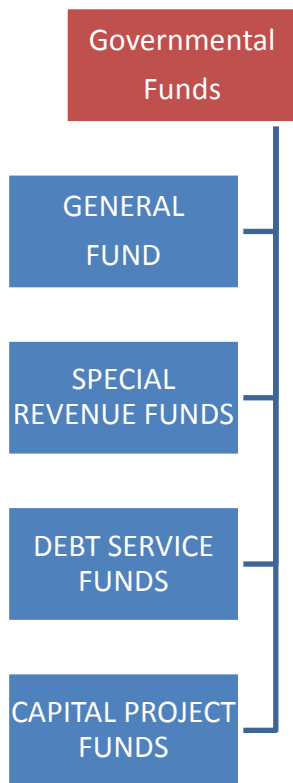 Governmental
Funds
GENERAL
FUND
SPECIAL
REVENUE FUNDS
DEBT SERVICE
FUNDS
CAPITAL PROJECT
FUNDS